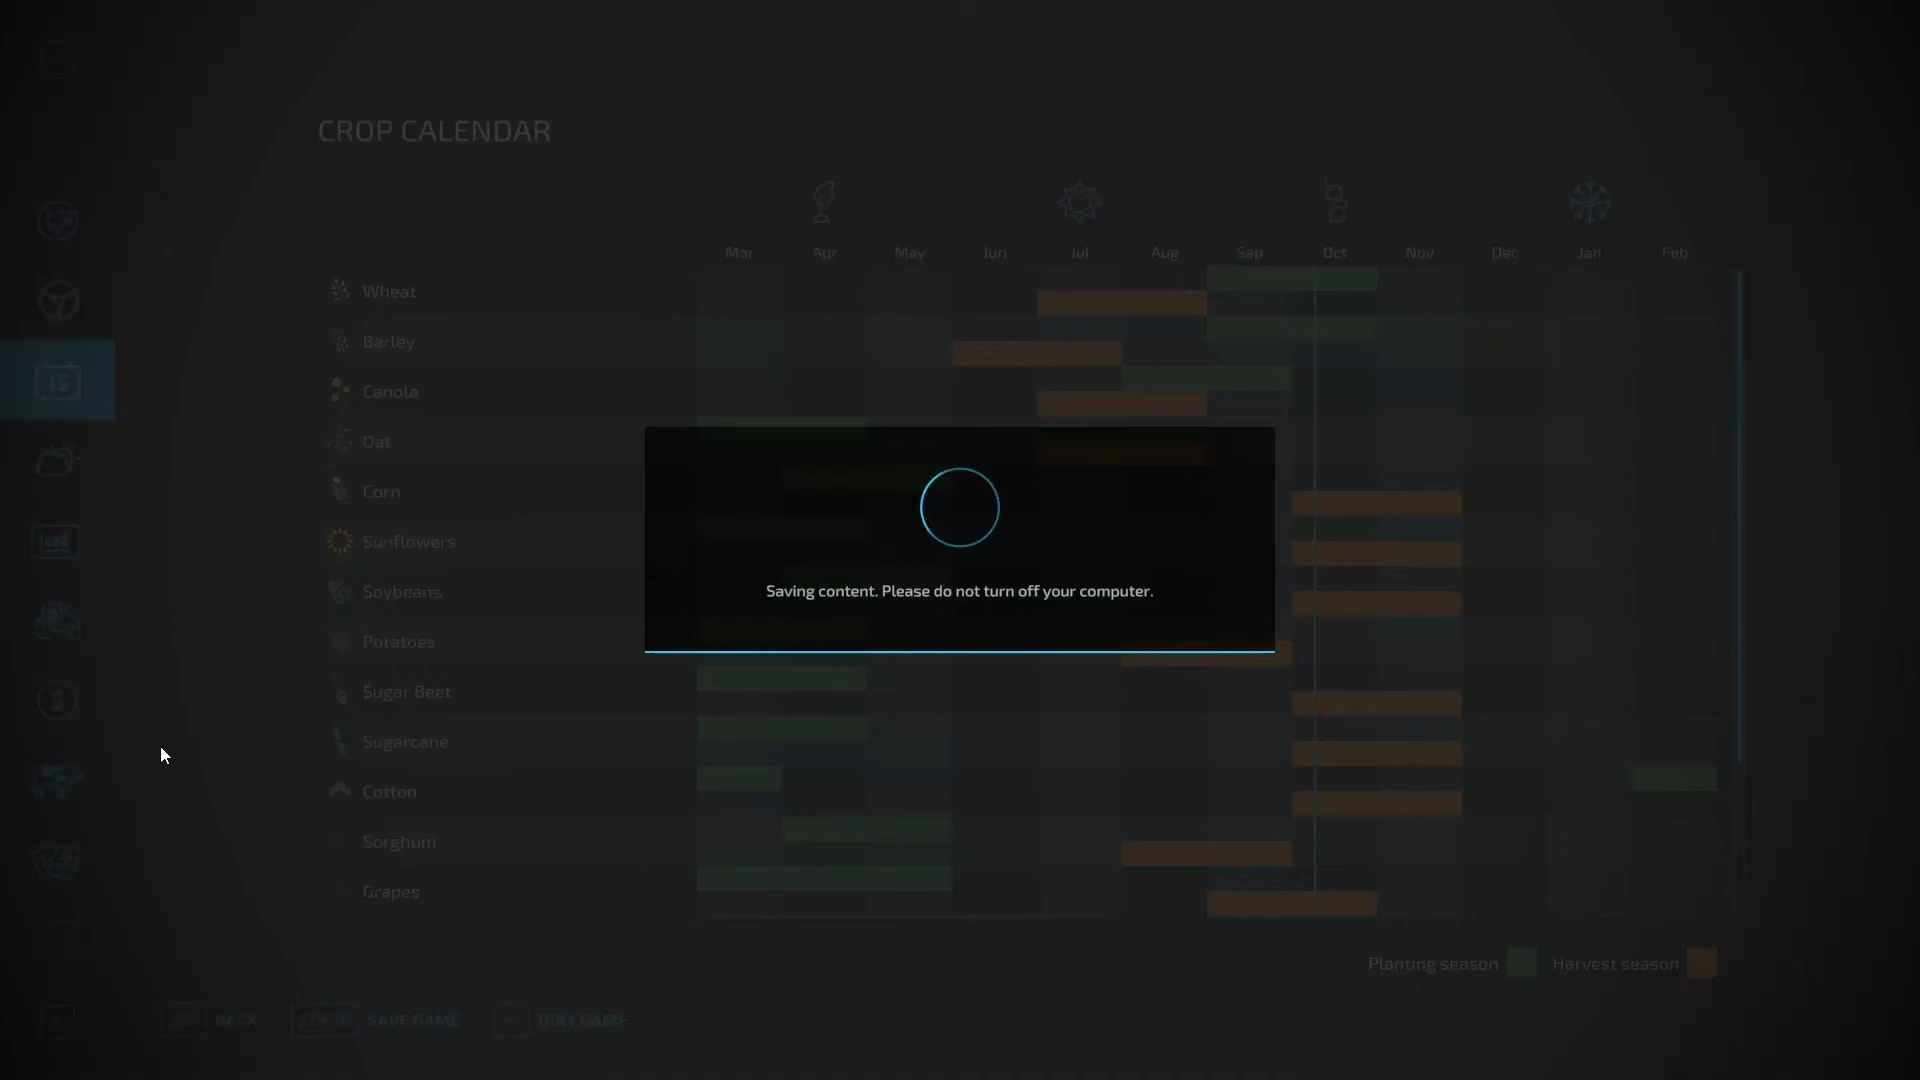 CROP CALENDAR
Mar Apr May Jun Jul Aug Sep Oct Nov Dec Jan Feb
Wheat
Barley
15
Canola
Oat
Corn
Sunflowers
Saving content. Please do not turn off your computer.
Soybeans
Potatoes
Sugar Beet
$
Sugarcane
Cotton
Sorghum
Grapes
Planting season Harvest season
BACK SAVE GAME QUIT GAME